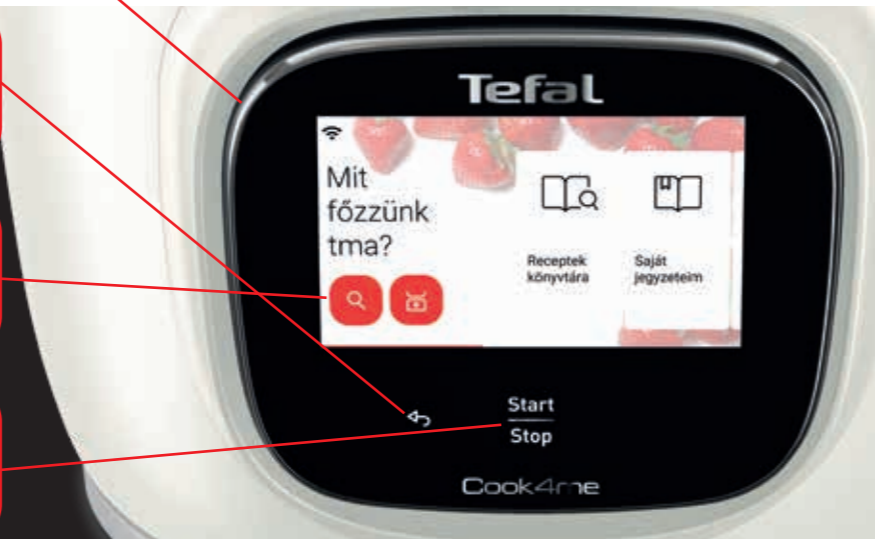 Tefal
Mit
főzzünk
tma?
Receptek
könyvtára
Saját
jegyzeteim
Start
Stop
Cook4me